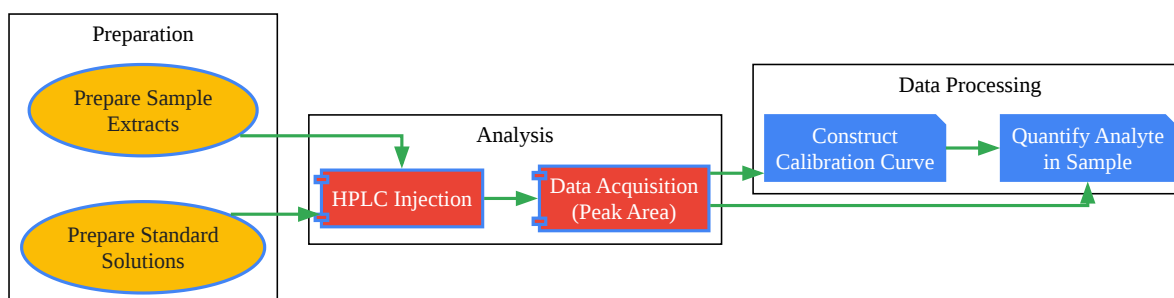 Preparation
Prepare Sample
Extracts
Prepare Standard
Solutions
Analysis
HPLC Injection
Data Acquisition
(Peak Area)
Data Processing
Construct
Calibration Curve
Quantify Analyte
in Sample